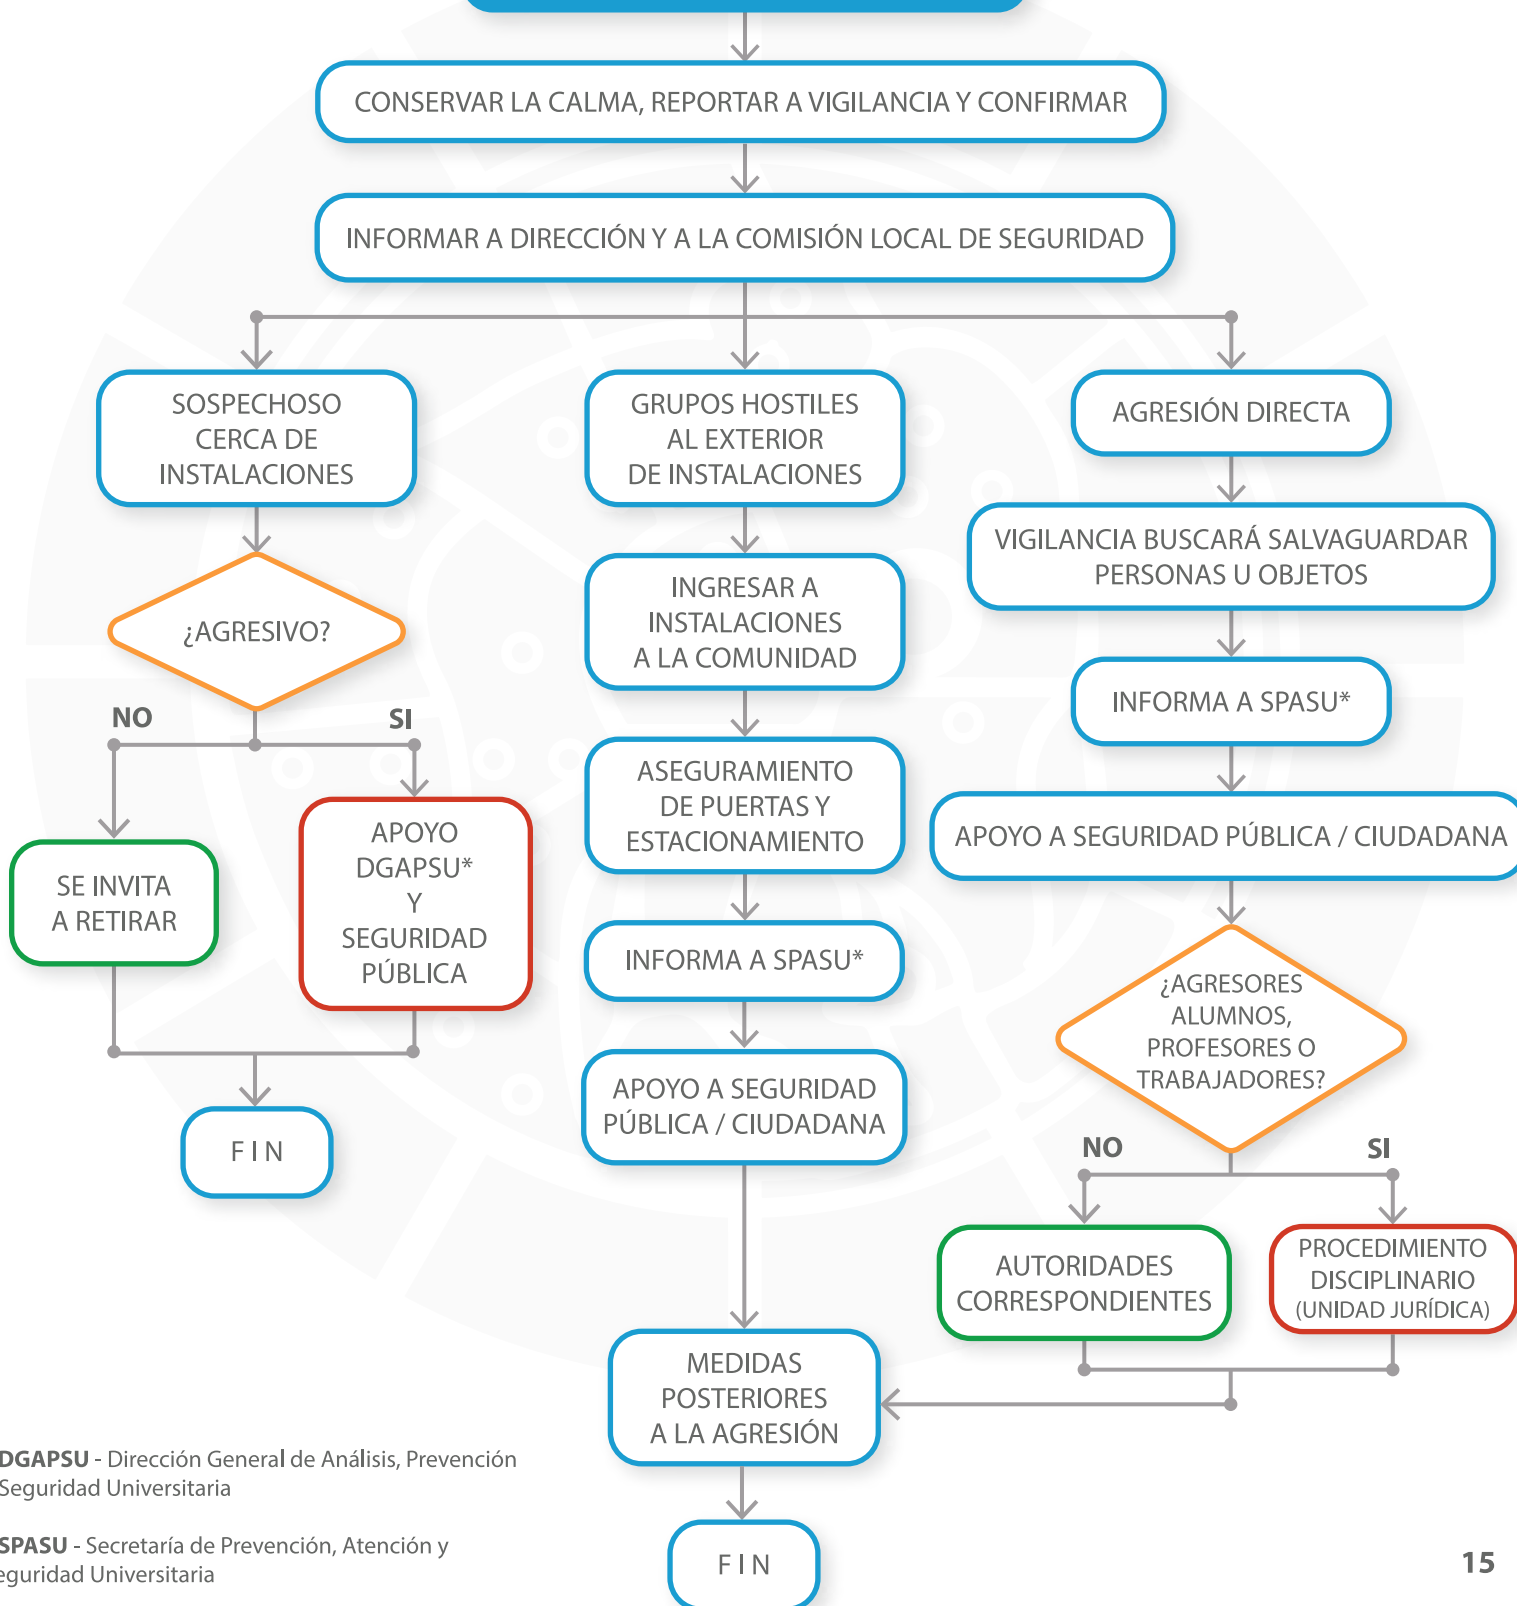 CONSERVAR LA CALMA, REPORTAR A VIGILANCIA Y CONFIRMAR
INFORMAR A DIRECCIÓN Y A LA COMISIÓN LOCAL DE SEGURIDAD
SOSPECHOSO
CERCA DE
INSTALACIONES
¿AGRESIVO?
NO
SI
SE INVITA
A RETIRAR
APOYO
DGAPSU*
Y
SEGURIDAD
PÚBLICA
F I N
GRUPOS HOSTILES
AL EXTERIOR
DE INSTALACIONES
INGRESAR A
INSTALACIONES
A LA COMUNIDAD
ASEGURAMIENTO
DE PUERTAS Y
ESTACIONAMIENTO
INFORMA A SPASU*
APOYO A SEGURIDAD
PÚBLICA / CIUDADANA
AGRESIÓN DIRECTA
VIGILANCIA BUSCARÁ SALVAGUARDAR
PERSONAS U OBJETOS
INFORMA A SPASU*
APOYO A SEGURIDAD PÚBLICA / CIUDADANA
¿AGRESORES
ALUMNOS,
PROFESORES O
TRABAJADORES?
NO
SI
AUTORIDADES
CORRESPONDIENTES
PROCEDIMIENTO
DISCIPLINARIO
(UNIDAD JURÍDICA)
MEDIDAS
POSTERIORES
A LA AGRESIÓN
F I N
DGAPSU - Dirección General de Análisis, Prevención
Seguridad Universitaria
SPASU - Secretaría de Prevención, Atención y
eguridad Universitaria
15